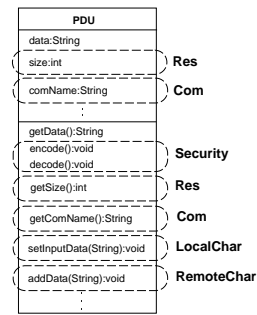 PDU
data:String
size:int Res
comName:String Com
:
getData():String
encode():void
decode():void Security
getSize():int Res
getComName():String Com
setInputData(String):void LocalChar
addData(String):void RemoteChar
: